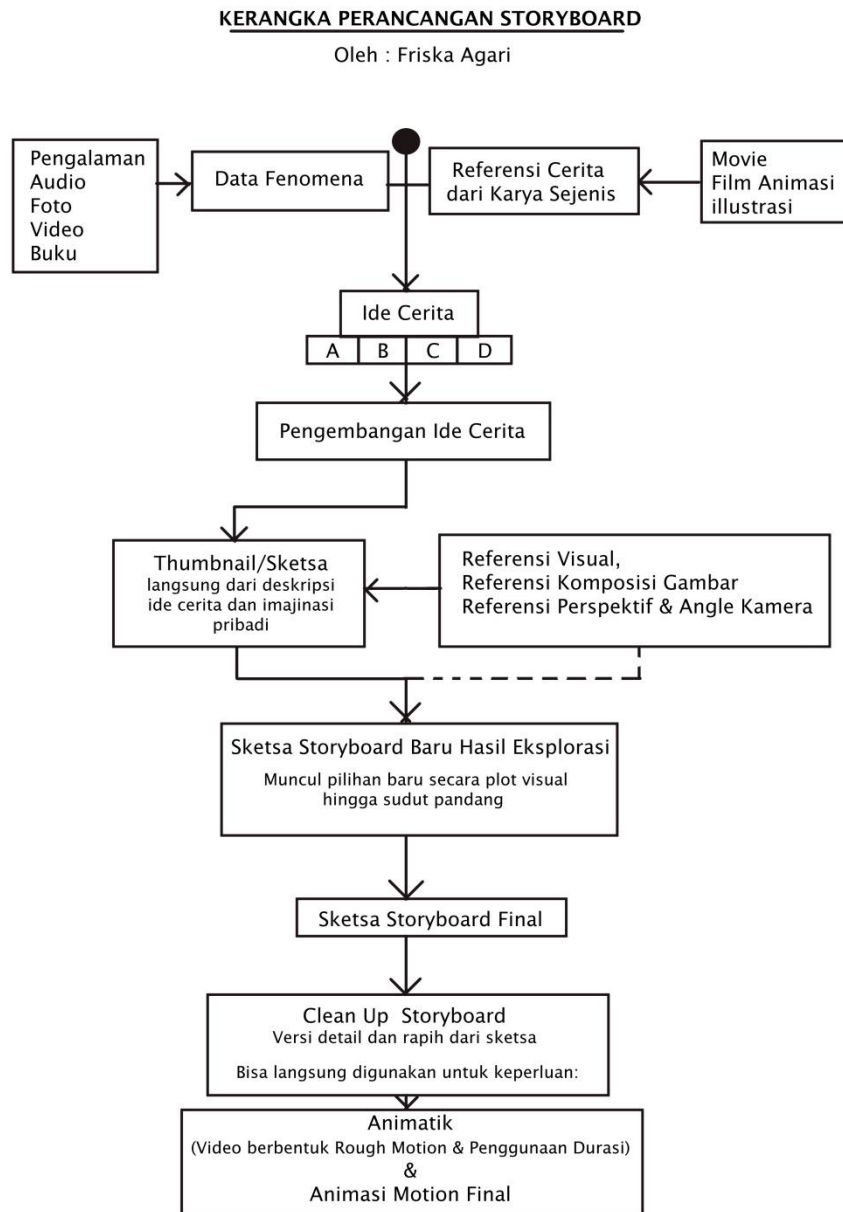 KERANGKA PERANCANGAN STORYBOARD
Oleh : Friska Agari
Pengalaman
Audio
Foto
Video
Buku
Data Fenomena
Referensi Cerita
dari Karya Sejenis
Movie
Film Animasi
illustrasi
Ide Cerita
A B C D
Pengembangan Ide Cerita
Thumbnail/Sketsa
langsung dari deskripsi
ide cerita dan imajinasi
pribadi
Referensi Visual,
Referensi Komposisi Gambar
Referensi Perspektif & Angle Kamera
Sketsa Storyboard Baru Hasil Eksplorasi
Muncul pilihan baru secara plot visual
hingga sudut pandang
Sketsa Storyboard Final
Clean Up Storyboard
Versi detail dan rapih dari sketsa
Bisa langsung digunakan untuk keperluan:
Animatik
(Video berbentuk Rough Motion & Penggunaan Durasi)
&
Animasi Motion Final